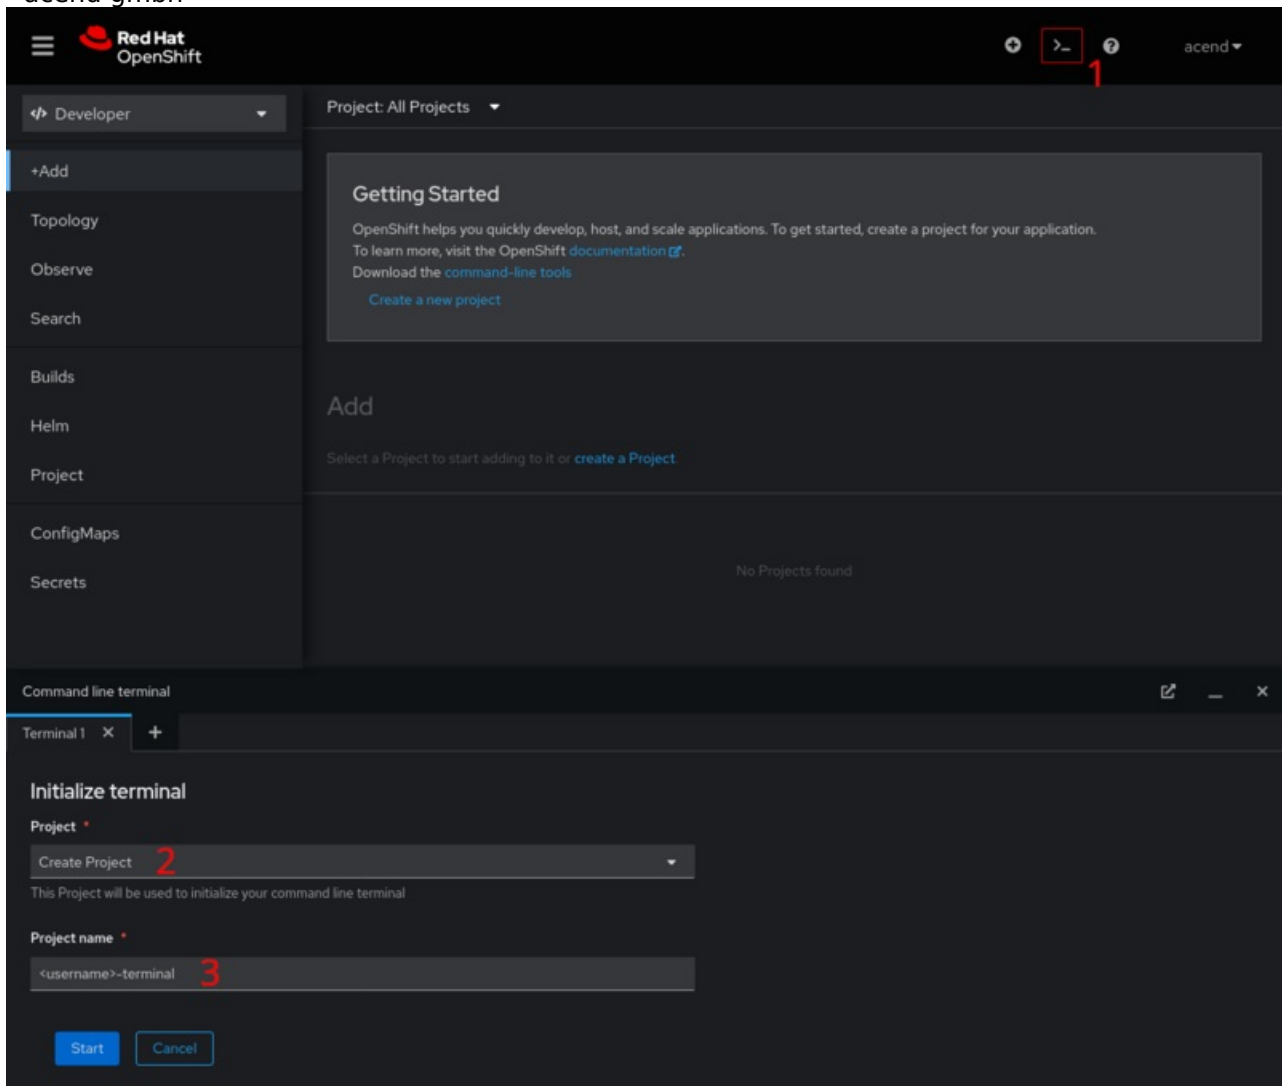 acend gmbh
Red Hat
OpenShift
>_
1
acend
</> Developer
Project: All Projects
+Add
Topology
Observe
Search
Builds
Helm
Project
ConfigMaps
Secrets
Getting Started
OpenShift helps you quickly develop, host, and scale applications. To get started, create a project for your application.
To learn more, visit the OpenShift documentation.
Download the command-line tools
Create a new project
Add
Select a Project to start adding to it or create a Project.
No Projects found
Command line terminal
Terminal 1
Initialize terminal
Project *
Create Project 2
This Project will be used to initialize your command line terminal
Project name *
<username>-terminal 3
Start Cancel